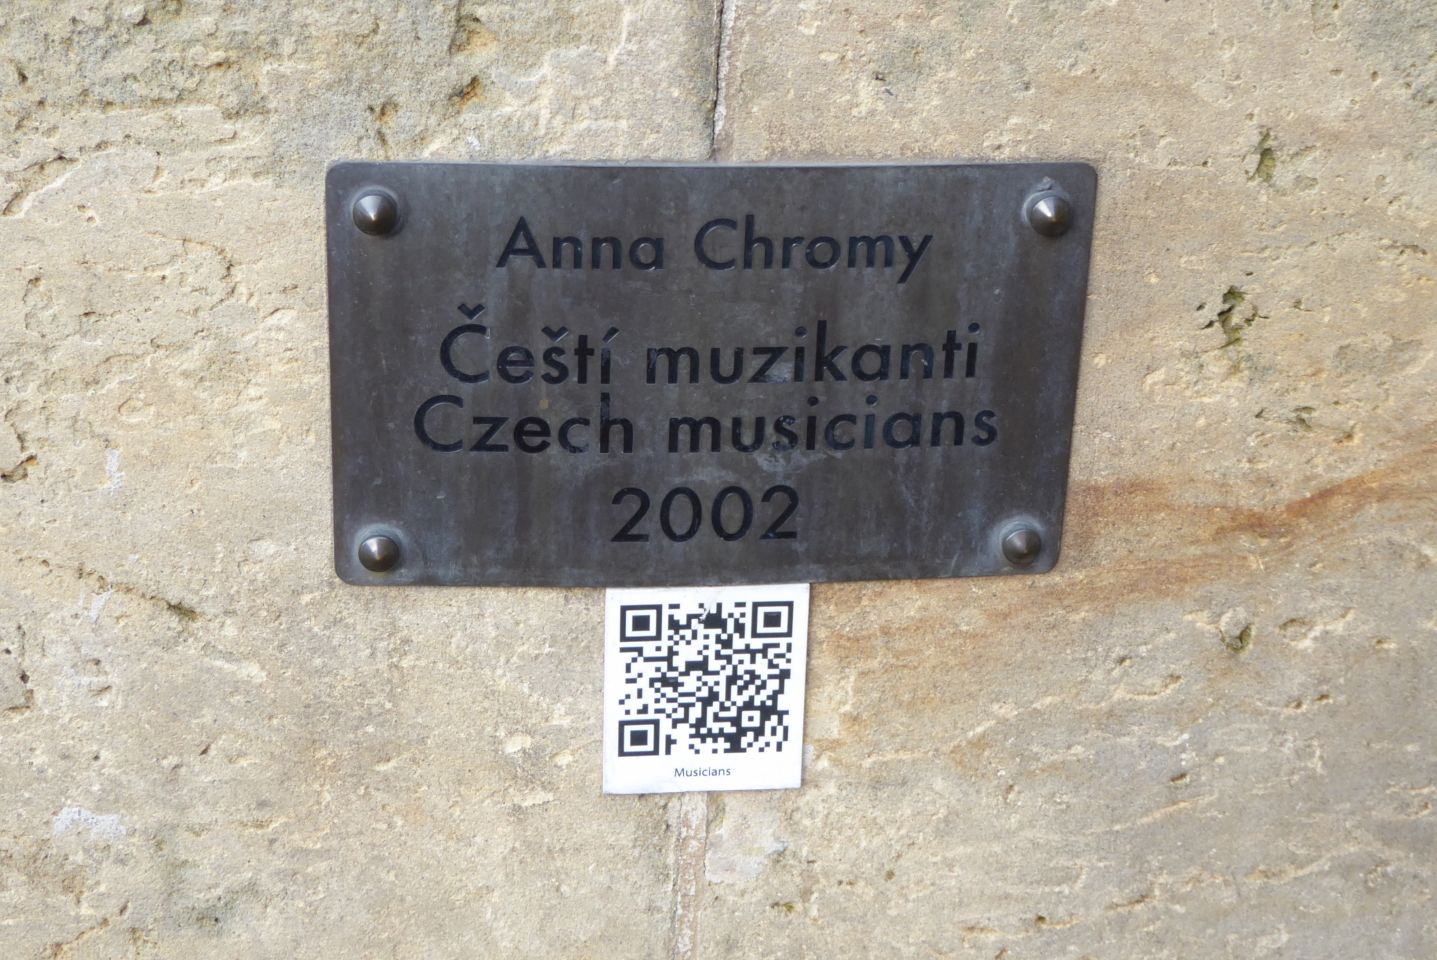 Anna Chromy
Čeští muzikanti
Czech musicians
2002
Musicians